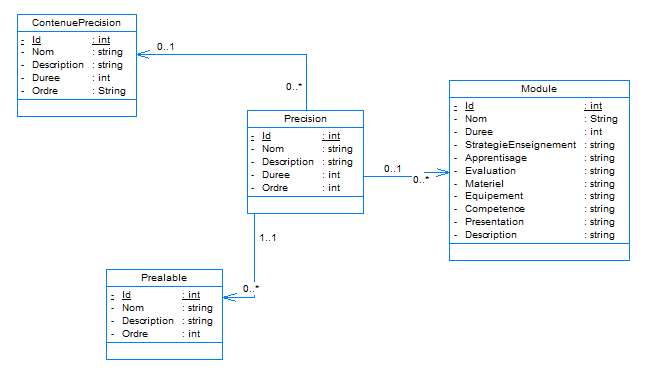 ContenuePrecision
- Id : int
- Nom : string
- Description : string
- Duree : int
- Ordre : String
0..1
0..*
Precision
- Id : int
- Nom : string
- Description : string
- Duree : int
- Ordre : int
0..1
0..*
Module
- Id : int
- Nom : String
- Duree : int
- StrategieEnseignement : string
- Apprentisage : string
- Evaluation : string
- Materiel : string
- Equipement : string
- Competence : string
- Presentation : string
- Description : string
1..1
0..*
Prealable
- Id : int
- Nom : string
- Description : string
- Ordre : int